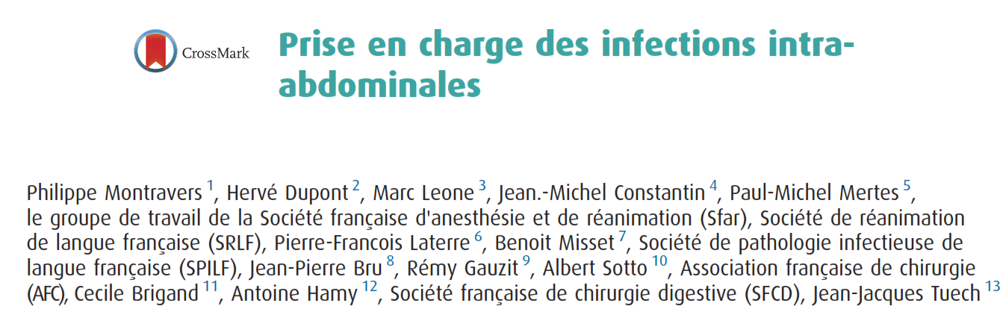 CrossMark
Prise en charge des infections intra-
abdominales
Philippe Montravers 1, Hervé Dupont 2, Marc Leone 3, Jean.-Michel Constantin 4, Paul-Michel Mertes 5,
le groupe de travail de la Société française d'anesthésie et de réanimation (Sfar), Société de réanimation
de langue française (SRLF), Pierre-Francois Laterre 6, Benoit Misset 7, Société de pathologie infectieuse de
langue française (SPILF), Jean-Pierre Bru 8, Rémy Gauzit 9, Albert Sotto 10, Association française de chirurgie
(AFC), Cecile Brigand 11, Antoine Hamy 12, Société française de chirurgie digestive (SFCD), Jean-Jacques Tuech 13